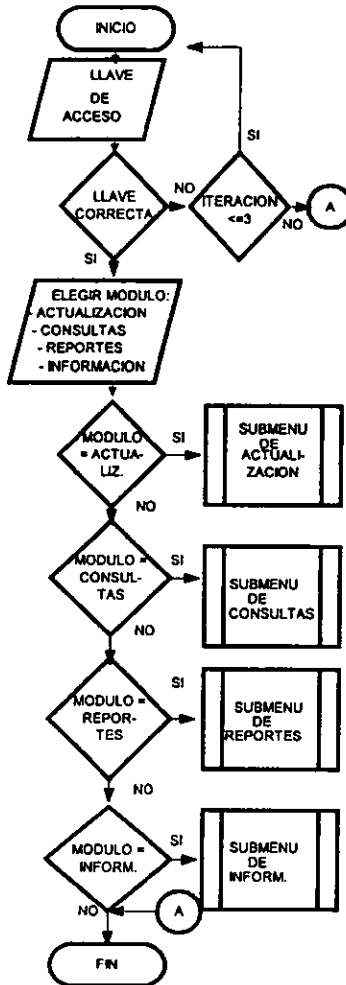 INICIO
LLAVE
DE
ACCESO
SI
LLAVE
CORRECTA
NO
ITERACION
<=3
NO
A
SI
ELEGIR MODULO:
- ACTUALIZACION
- CONSULTAS
- REPORTES
- INFORMACION
MODULO
= ACTUA-
LIZ.
SI
SUBMENU
DE
ACTUALI-
ZACION
NO
MODULO =
CONSUL-
TAS
SI
SUBMENU
DE
CONSULTAS
NO
MODULO =
REPOR-
TES
SI
SUBMENU
DE
REPORTES
NO
MODULO =
INFORM.
SI
SUBMENU
DE
INFORM.
NO
A
FIN